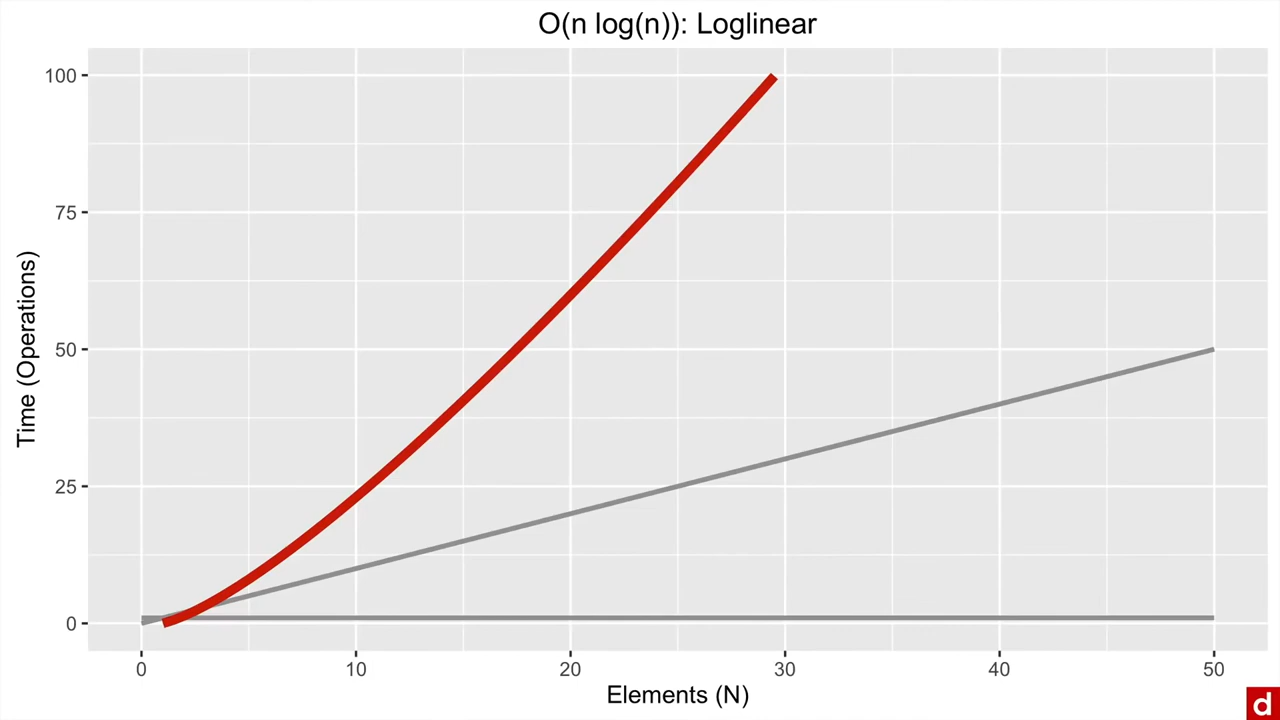 O(n log(n)): Loglinear
Time (Operations)
100
75
50
25
0
0 10 20 30 40 50
Elements (N)
d